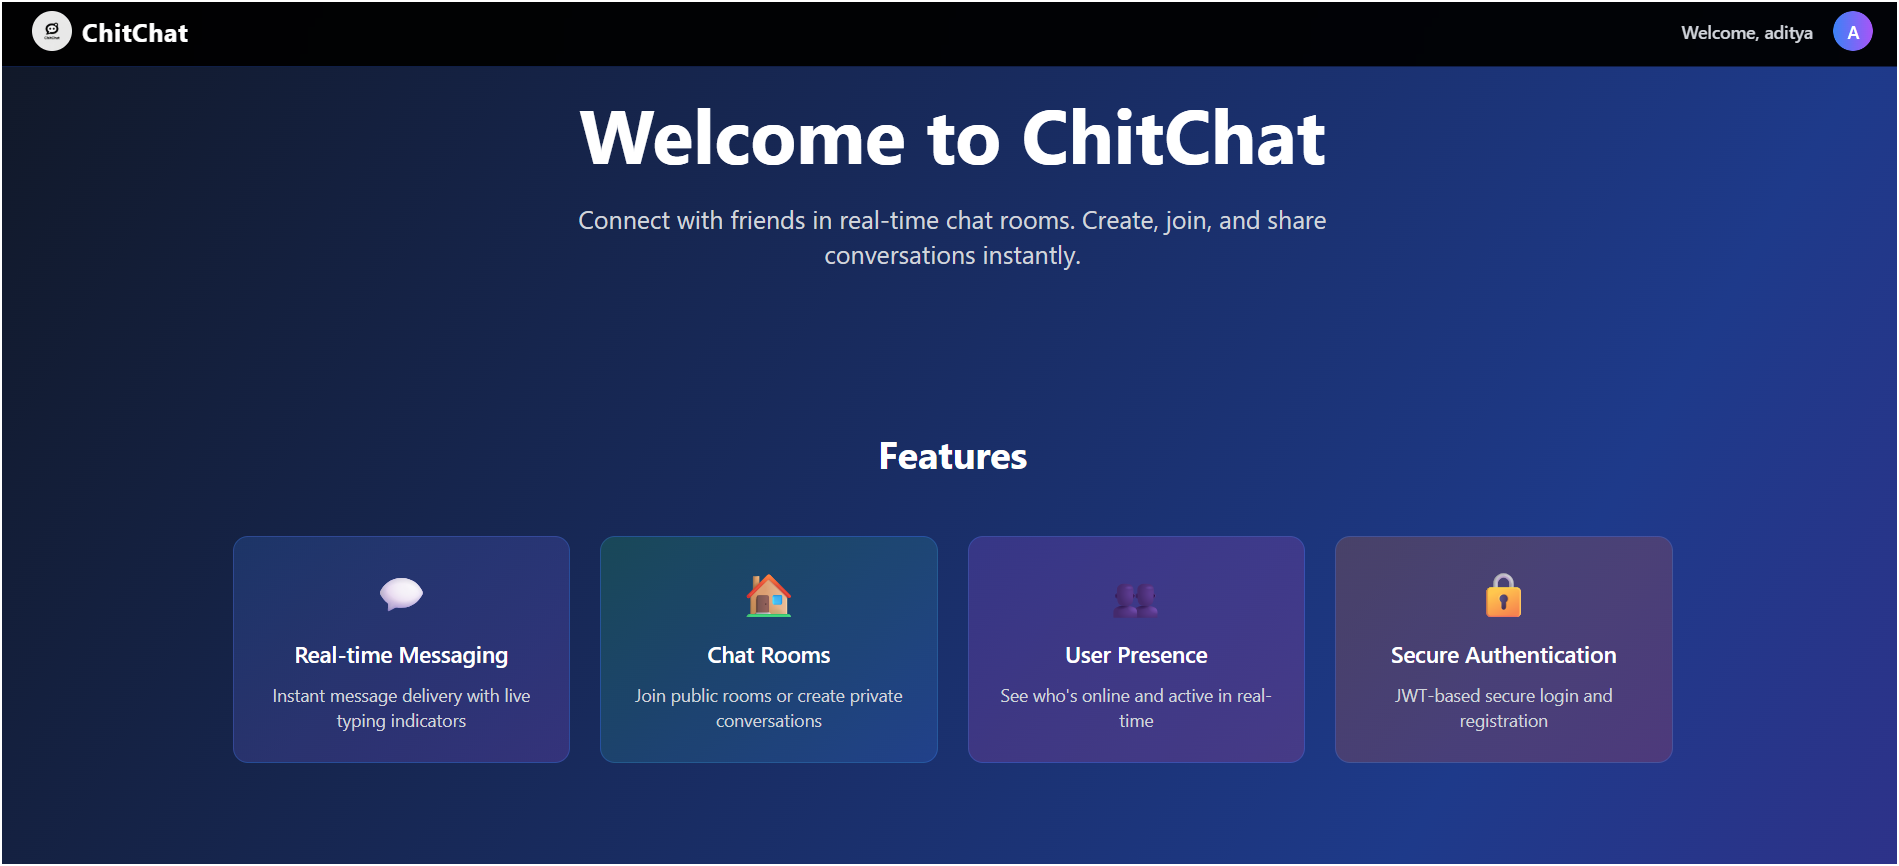 ChitChat
ChitChat
Welcome, aditya
A
Welcome to ChitChat
Connect with friends in real-time chat rooms. Create, join, and share
conversations instantly.
Features
Real-time Messaging
Instant message delivery with live
typing indicators
Chat Rooms
Join public rooms or create private
conversations
User Presence
See who's online and active in real-
time
Secure Authentication
JWT-based secure login and
registration